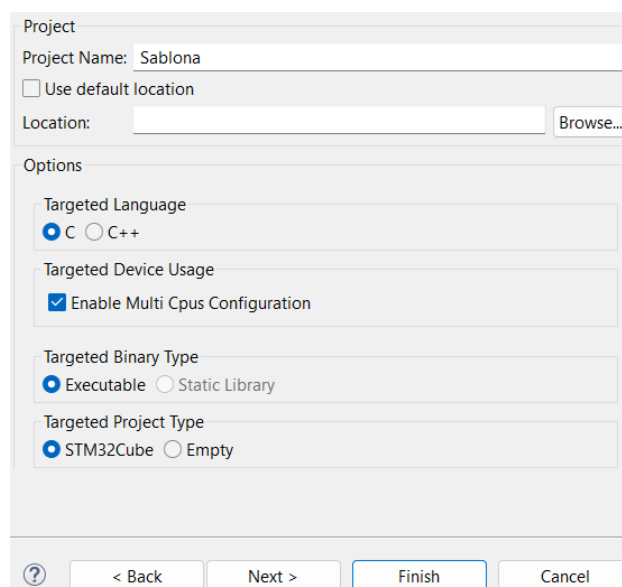 Project
Project Name: Sablona
Use default location
Location: Browse...
Options
Targeted Language
C C++
Targeted Device Usage
Enable Multi Cpus Configuration
Targeted Binary Type
Executable Static Library
Targeted Project Type
STM32Cube Empty
? < Back Next > Finish Cancel